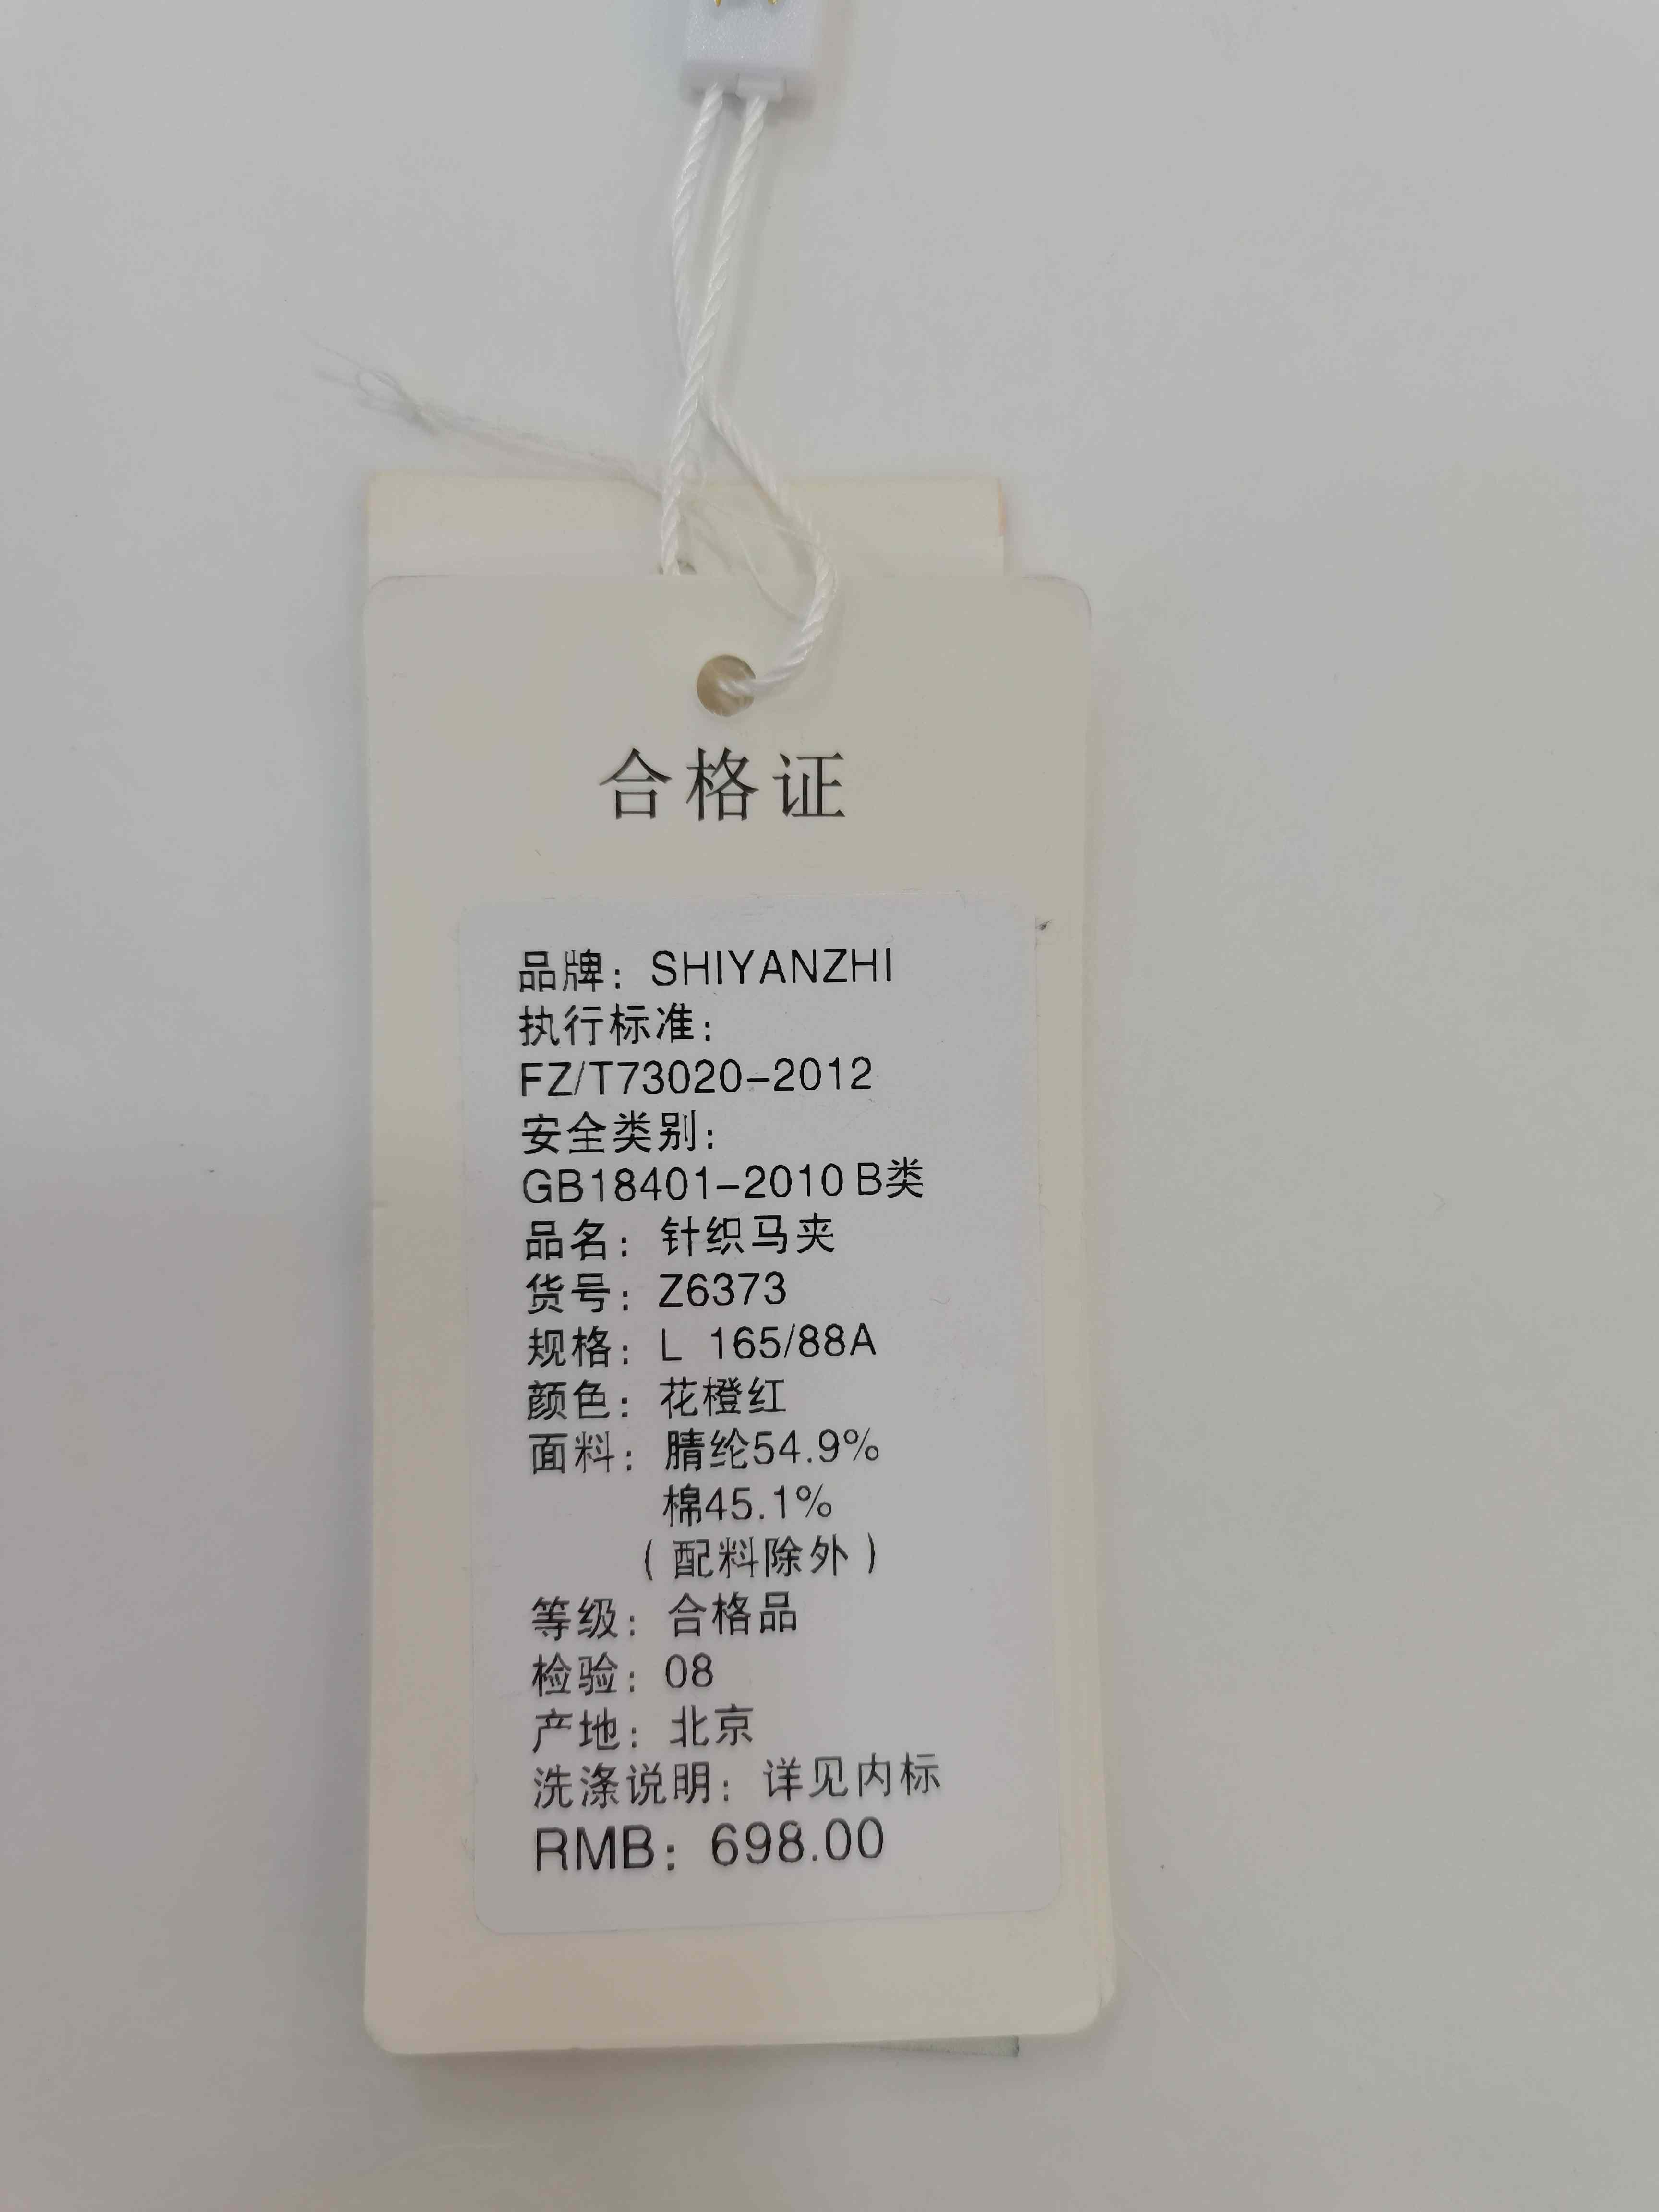 合格证
品牌：SHIYANZHI
执行标准：
FZ/T73020-2012
安全类别：
GB18401-2010 B类
品名：针织马夹
货号：Z6373
规格：L 165/88A
颜色：花橙红
面料：腈纶54.9%
棉45.1%
（配料除外）
等级：合格品
检验：08
产地：北京
洗涤说明：详见内标
RMB：698.00